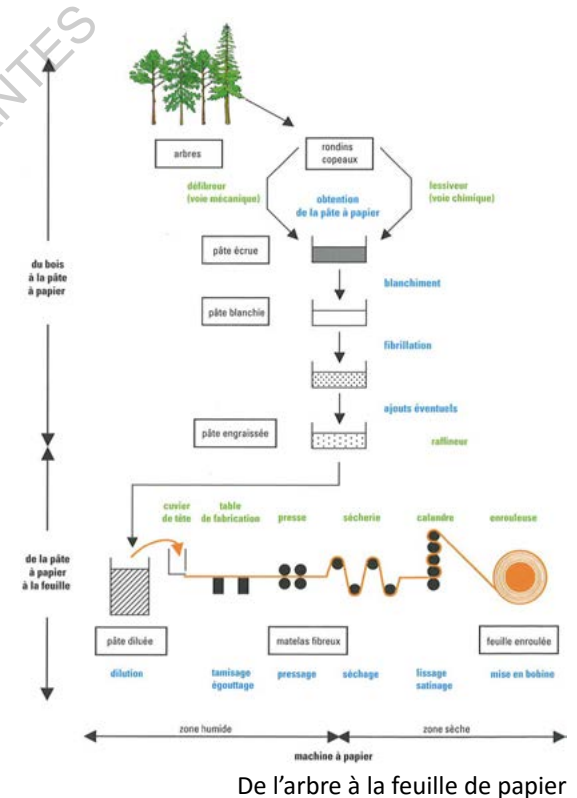 NTES
arbres
rondins
copeaux
défibreur
(voie mécanique)
obtention
de la pâte à papier
lessiveur
(voie chimique)
pâte écrue
du bois
à la pâte
à papier
blanchiment
pâte blanchie
fibrillation
ajouts éventuels
pâte engraissée
raffineur
cuvier
de tête
table
de fabrication
presse
sécherie
calandre
enrouleuse
de la pâte
à papier
à la feuille
pâte diluée
matelas fibreux
feuille enroulée
dilution
tamisage
égouttage
pressage
séchage
lissage
satinage
mise en bobine
zone humide
zone sèche
machine à papier
De l'arbre à la feuille de papier